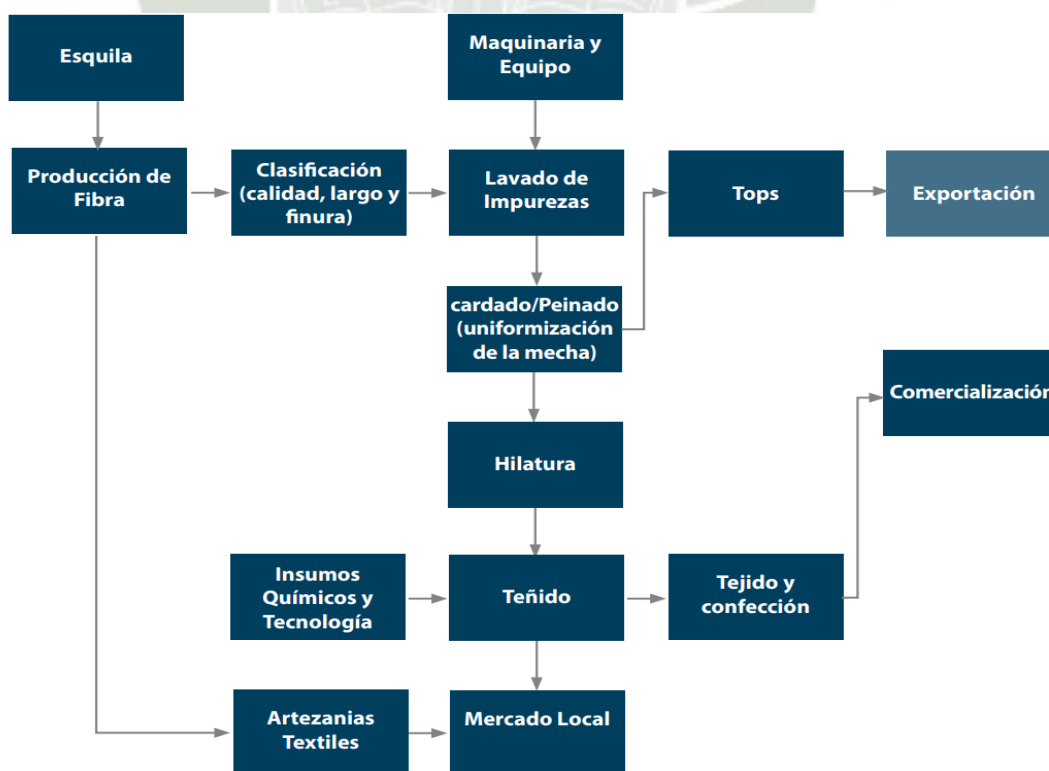 Esquila
Maquinaria y
Equipo
Producción de
Fibra
Clasificación
(calidad, largo y
finura)
Lavado de
Impurezas
Tops
Exportación
cardado/Peinado
(uniformización
de la mecha)
Comercialización
Hilatura
Insumos
Químicos y
Tecnología
Teñido
Tejido y
confección
Artezanias
Textiles
Mercado Local